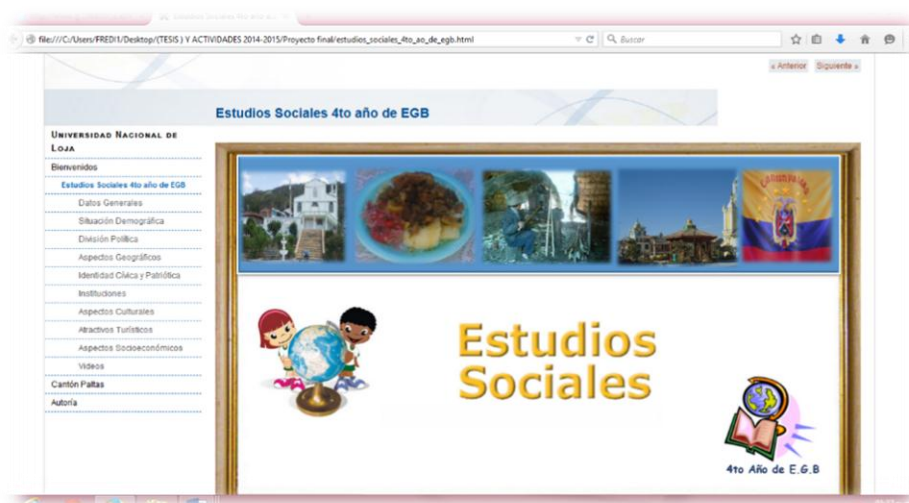 file:///C:/Users/FREDI1/Desktop/(TESIS ) Y ACTIVIDADES 2014-2015/Proyecto final/estudios_sociales_4to_ao_de_egb.html
Buscar
« Anterior Siguiente »
Estudios Sociales 4to año de EGB
Universidad Nacional de
Loja
Bienvenidos
Estudios Sociales 4to año de EGB
Datos Generales
Situación Demográfica
División Política
Aspectos Geográficos
Identidad Cívica y Patriótica
Instituciones
Aspectos Culturales
Atractivos Turísticos
Aspectos Socioeconómicos
Videos
Cantón Paltas
Autoría
Estudios
Sociales
4to Año de E.G.B